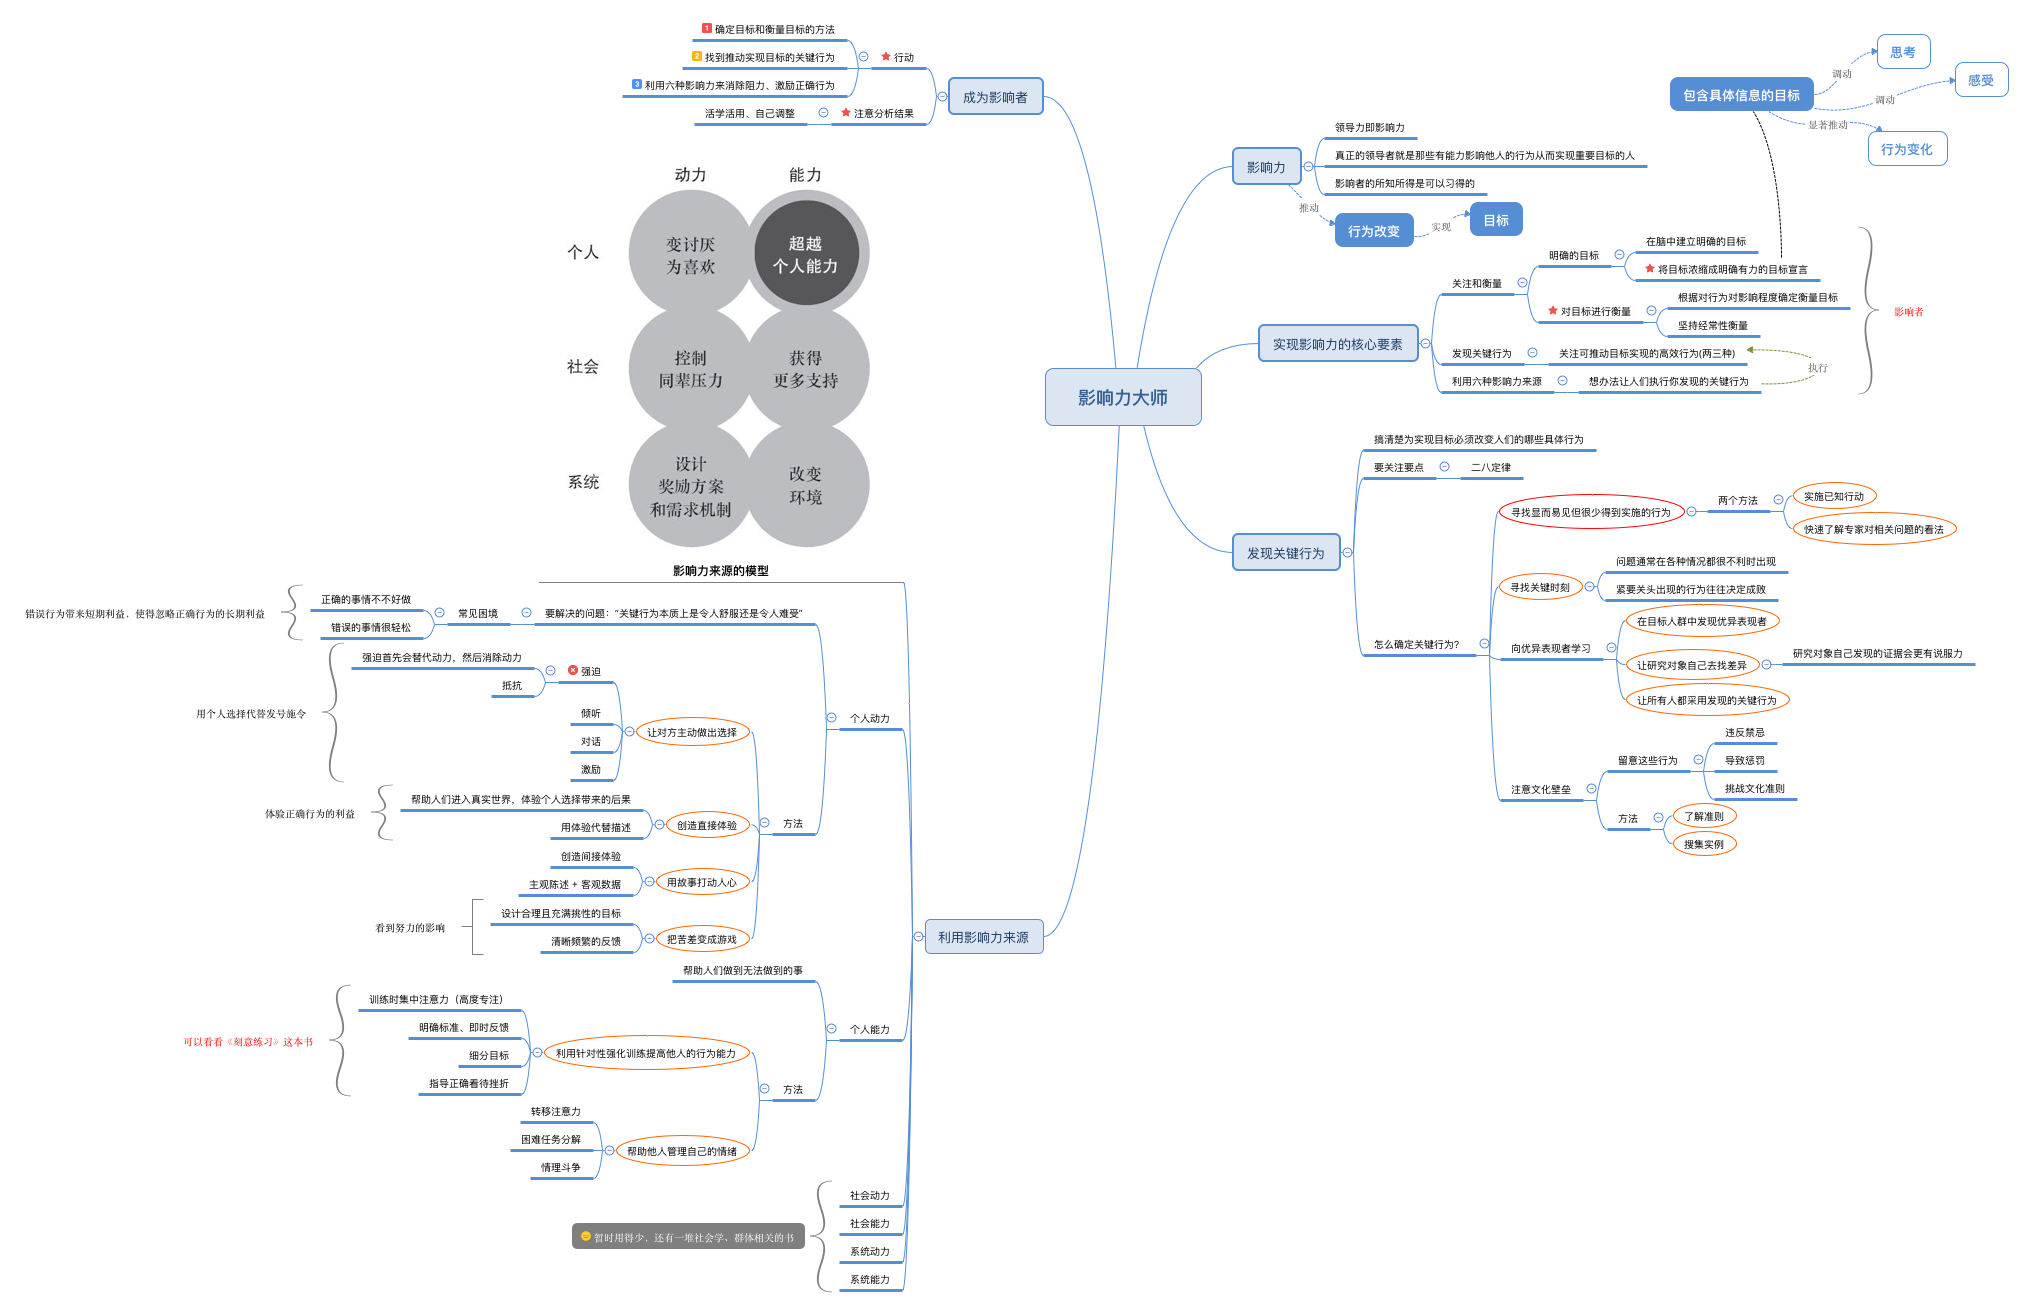 影响力大师
影响力
领导力即影响力
真正的领导者就是那些有能力影响他人的行为从而实现重要目标的人
影响者的所知所得是可以习得的
推动
行为改变
实现
目标
包含具体信息的目标
调动
思考
调动
感受
显著推动
行为变化
实现影响力的核心要素
关注和衡量
明确的目标
在脑中建立明确的目标
将目标浓缩成明确有力的目标宣言
对目标进行衡量
根据对行为对影响程度确定衡量目标
坚持经常性衡量
发现关键行为
关注可推动目标实现的高效行为(两三种)
利用六种影响力来源
想办法让人们执行你发现的关键行为
执行
影响者
发现关键行为
搞清楚为实现目标必须改变人们的哪些具体行为
要关注要点
二八定律
怎么确定关键行为?
寻找显而易见但很少得到实施的行为
两个方法
实施已知行动
快速了解专家对相关问题的看法
寻找关键时刻
问题通常在各种情况都很不利时出现
紧要关头出现的行为往往决定成败
向优异表现者学习
在目标人群中发现优异表现者
让研究对象自己去找差异
研究对象自己发现的证据会更有说服力
让所有人都采用发现的关键行为
注意文化壁垒
留意这些行为
违反禁忌
导致惩罚
挑战文化准则
方法
了解准则
搜集实例
成为影响者
行动
1 确定目标和衡量目标的方法
2 找到推动实现目标的关键行为
3 利用六种影响力来消除阻力、激励正确行为
注意分析结果
活学活用、自己调整
动力 能力
个人
变讨厌
为喜欢
超越
个人能力
社会
控制
同辈压力
获得
更多支持
系统
设计
奖励方案
和需求机制
改变
环境
影响力来源的模型
利用影响力来源
个人动力
要解决的问题：“关键行为本质上是令人舒服还是令人难受”
常见困境
正确的事情不不好做
错误的事情很轻松
错误行为带来短期利益，使得忽略正确行为的长期利益
方法
让对方主动做出选择
强迫
强迫首先会替代动力，然后消除动力
抵抗
倾听
对话
激励
用个人选择代替发号施令
创造直接体验
帮助人们进入真实世界，体验个人选择带来的后果
用体验代替描述
体验正确行为的利益
用故事打动人心
创造间接体验
主观陈述 + 客观数据
把苦差变成游戏
设计合理且充满挑性的目标
清晰频繁的反馈
看到努力的影响
个人能力
帮助人们做到无法做到的事
方法
利用针对性强化训练提高他人的行为能力
训练时集中注意力（高度专注）
明确标准、即时反馈
细分目标
指导正确看待挫折
可以看看《刻意练习》这本书
帮助他人管理自己的情绪
转移注意力
困难任务分解
情理斗争
社会动力
社会能力
系统动力
系统能力
暂时用得少，还有一堆社会学、群体相关的书